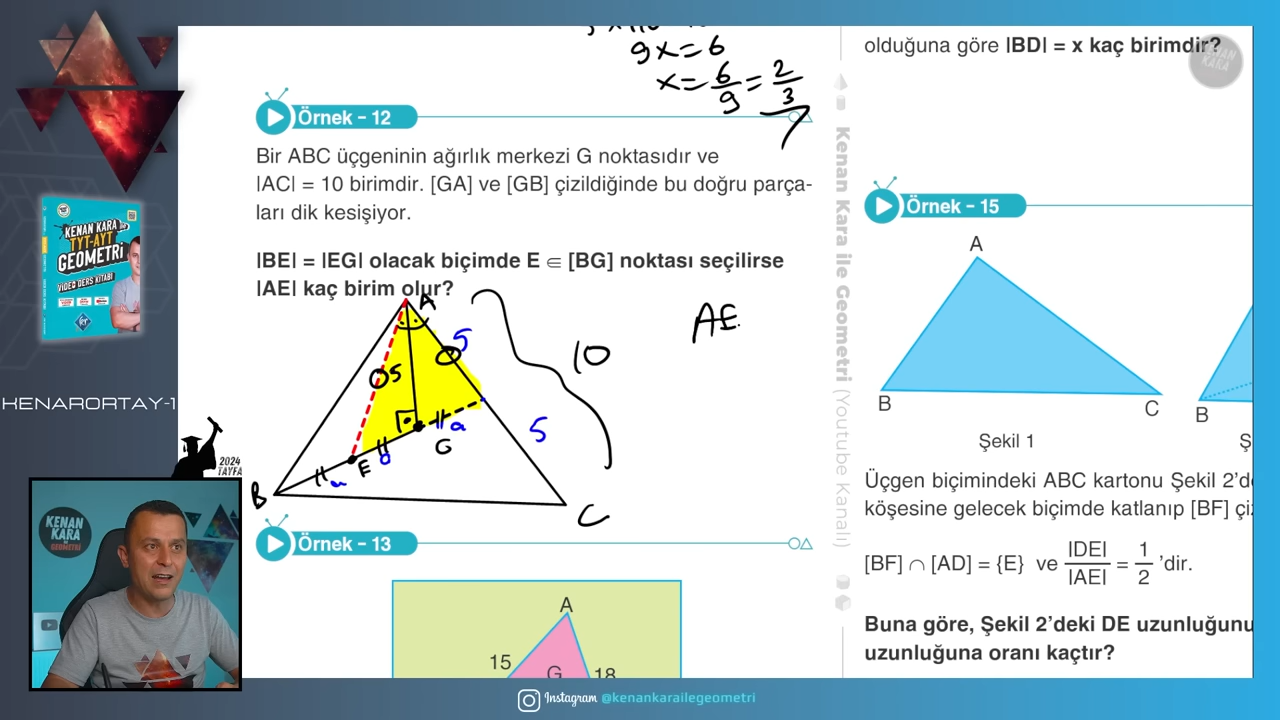 9x=6
x=6/9=2/3
Örnek – 12
Bir ABC üçgeninin ağırlık merkezi G noktasıdır ve
|AC| = 10 birimdir. [GA] ve [GB] çizildiğinde bu doğru parça-
ları dik kesişiyor.
|BE| = |EG| olacak biçimde E ∈ [BG] noktası seçilirse
|AE| kaç birim olur?
A
5
5
10
AE
5
a
G
E
a
B
C
Örnek – 13
A
15
G
18
olduğuna göre |BD| = x kaç birimdir?
KENAN
KARA
Kenan Kara ile Geometri (Youtube Kanalı)
Örnek – 15
A
B
C
B
Şekil 1
Ş
Üçgen biçimindeki ABC kartonu Şekil 2'd
köşesine gelecek biçimde katlanıp [BF] çi
[BF] ∩ [AD] = {E} ve |DE|/|AE| = 1/2 'dir.
Buna göre, Şekil 2'deki DE uzunluğunu
uzunluğuna oranı kaçtır?
KENAN KARA
TYT-AYT
GEOMETRİ
VİDEO DERS KİTABI
KENARORTAY-1
2024
TAYFA
KENAN
KARA
GEOMETRİ
Instagram @kenankarailegeometri